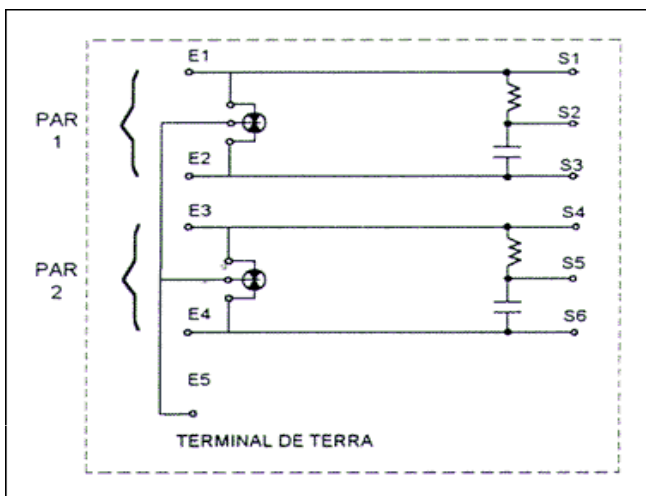 E1
S1
PAR
1
S2
E2
S3
E3
S4
PAR
2
S5
E4
S6
E5
TERMINAL DE TERRA